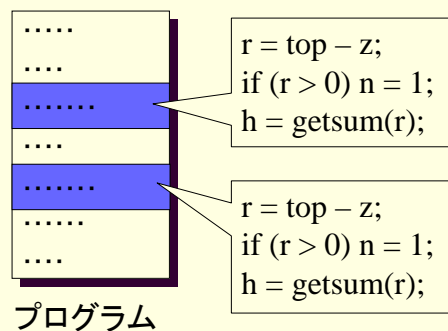 .....
....
.......
....
.......
......
....
プログラム
r = top – z;
if (r > 0) n = 1;
h = getsum(r);
r = top – z;
if (r > 0) n = 1;
h = getsum(r);